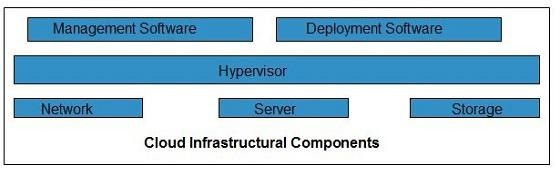 Management Software Deployment Software
Hypervisor
Network Server Storage
Cloud Infrastructural Components